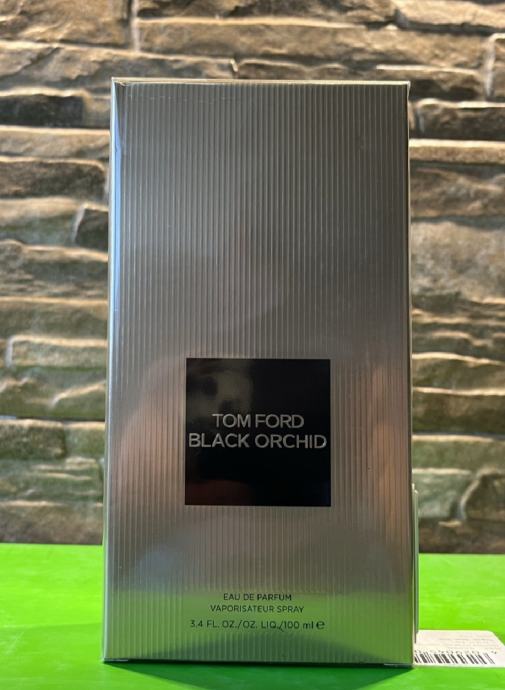 TOM FORD
BLACK ORCHID
EAU DE PARFUM
VAPORISATEUR SPRAY
3.4 FL. OZ./OZ. LIQ./100 ml ℮